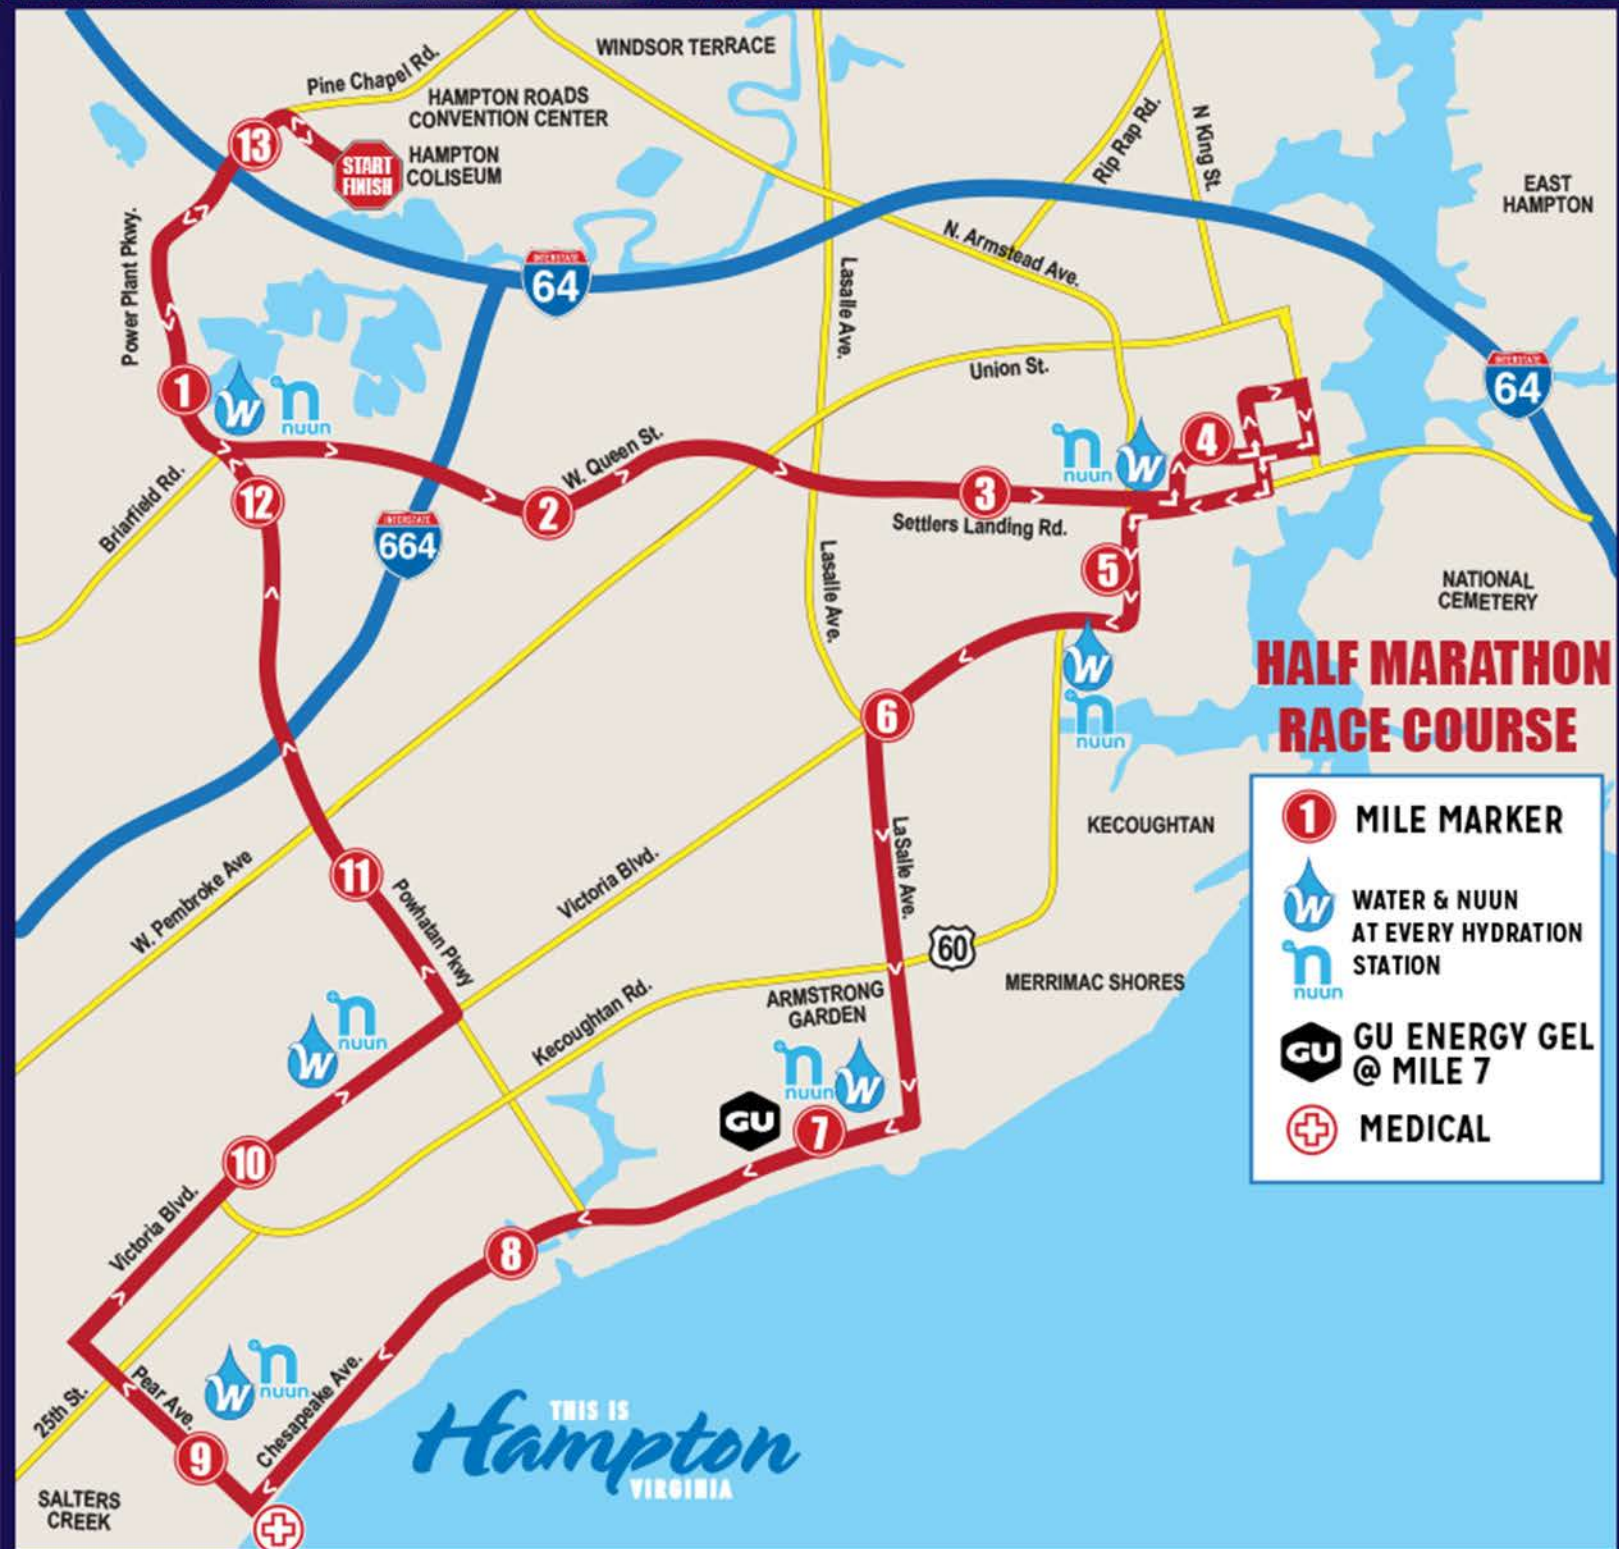 WINDSOR TERRACE
Pine Chapel Rd.
HAMPTON ROADS
CONVENTION CENTER
13
START
FINISH
HAMPTON
COLISEUM
Rip Rap Rd.
N King St.
EAST
HAMPTON
Power Plant Pkwy.
N. Armstead Ave.
INTERSTATE
64
Lasalle Ave.
INTERSTATE
64
Union St.
1
W
nuun
W. Queen St.
nuun
W
4
Briarfield Rd.
12
2
3
INTERSTATE
664
Settlers Landing Rd.
5
Lasalle Ave.
NATIONAL
CEMETERY
W
nuun
6
HALF MARATHON
RACE COURSE
1 MILE MARKER
W
WATER & NUUN
AT EVERY HYDRATION
STATION
nuun
GU
GU ENERGY GEL
@ MILE 7
MEDICAL
KECOUGHTAN
LaSalle Ave.
W. Pembroke Ave
11
Powhatan Pkwy
Victoria Blvd.
60
MERRIMAC SHORES
ARMSTRONG
GARDEN
Kecoughtan Rd.
nuun
W
nuun
W
GU
7
10
Victoria Blvd.
8
W
nuun
25th St.
Pear Ave.
Chesapeake Ave.
9
THIS IS
Hampton
VIRGINIA
SALTERS
CREEK